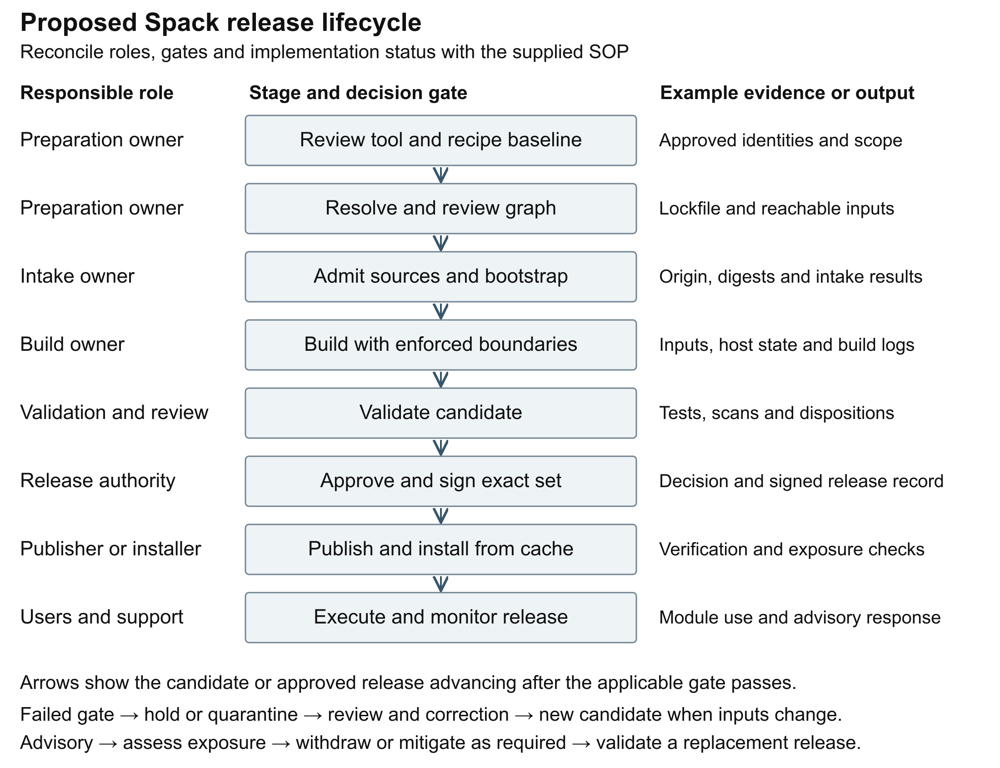 Proposed Spack release lifecycle
Reconcile roles, gates and implementation status with the supplied SOP
Responsible role Stage and decision gate Example evidence or output
Preparation owner Review tool and recipe baseline Approved identities and scope
Preparation owner Resolve and review graph Lockfile and reachable inputs
Intake owner Admit sources and bootstrap Origin, digests and intake results
Build owner Build with enforced boundaries Inputs, host state and build logs
Validation and review Validate candidate Tests, scans and dispositions
Release authority Approve and sign exact set Decision and signed release record
Publisher or installer Publish and install from cache Verification and exposure checks
Users and support Execute and monitor release Module use and advisory response
Arrows show the candidate or approved release advancing after the applicable gate passes.
Failed gate → hold or quarantine → review and correction → new candidate when inputs change.
Advisory → assess exposure → withdraw or mitigate as required → validate a replacement release.